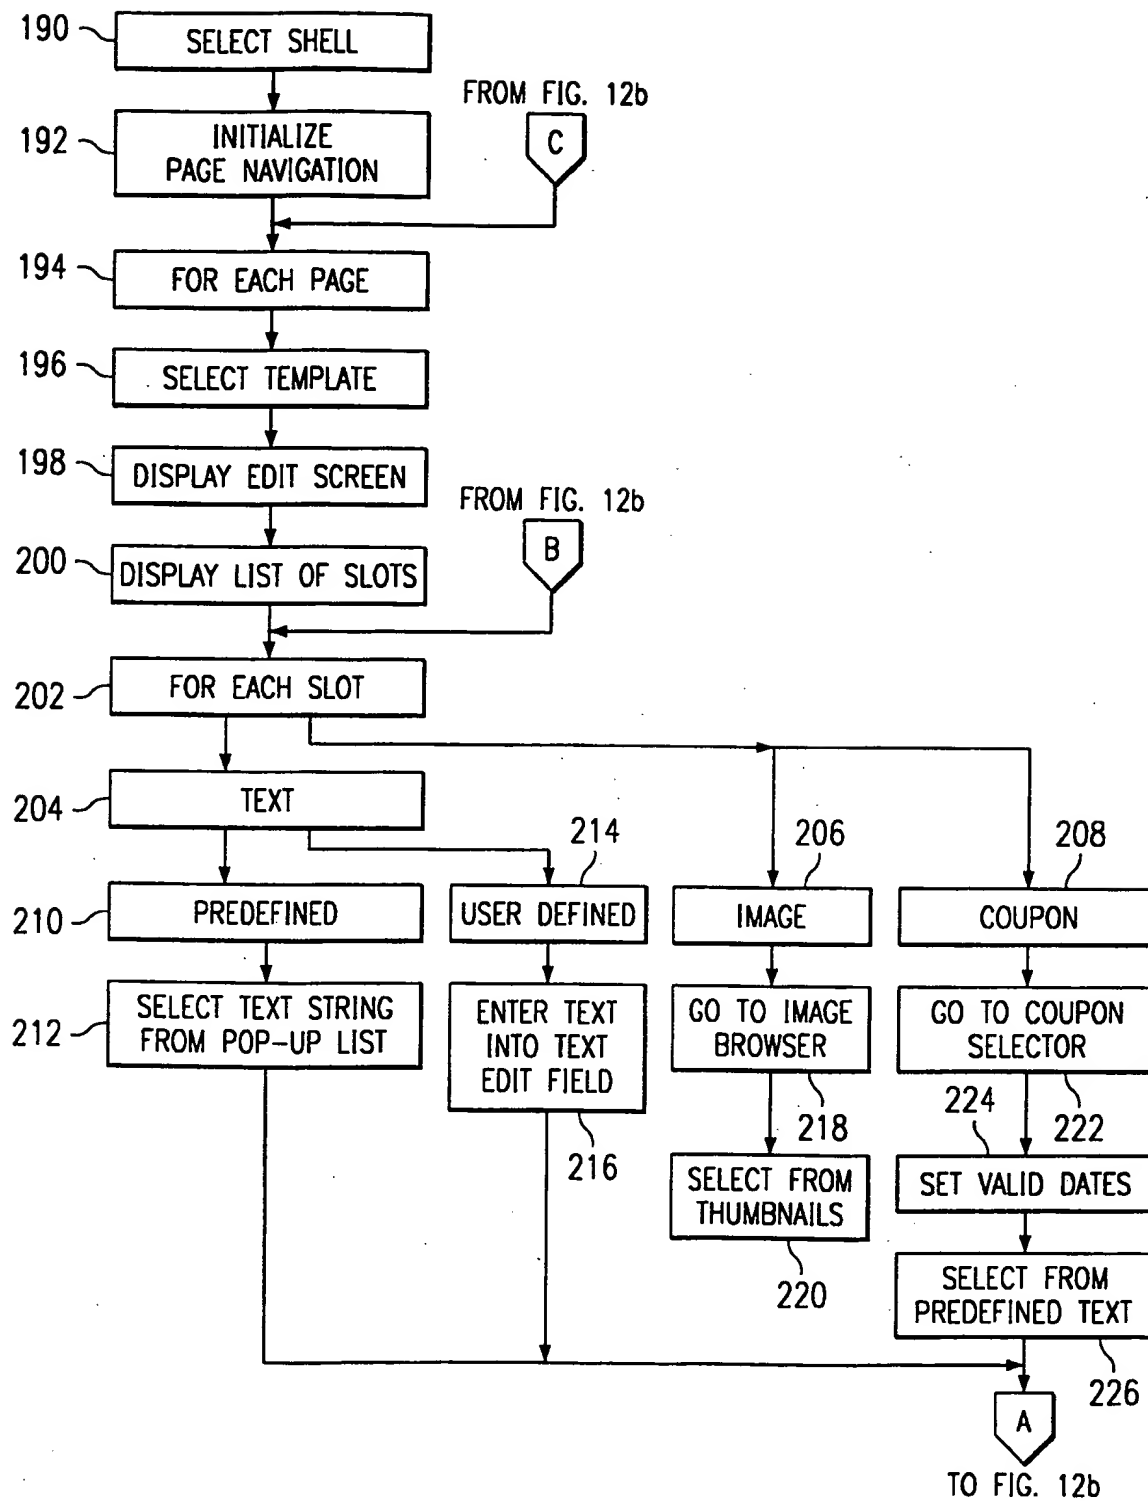 190
SELECT SHELL
FROM FIG. 12b
C
192
INITIALIZE
PAGE NAVIGATION
194
FOR EACH PAGE
196
SELECT TEMPLATE
198
DISPLAY EDIT SCREEN
FROM FIG. 12b
B
200
DISPLAY LIST OF SLOTS
202
FOR EACH SLOT
204
TEXT
214
206
208
210
PREDEFINED
USER DEFINED
IMAGE
COUPON
212
SELECT TEXT STRING
FROM POP-UP LIST
ENTER TEXT
INTO TEXT
EDIT FIELD
GO TO IMAGE
BROWSER
GO TO COUPON
SELECTOR
216
218
224
222
SELECT FROM
THUMBNAILS
SET VALID DATES
220
SELECT FROM
PREDEFINED TEXT
226
A
TO FIG. 12b